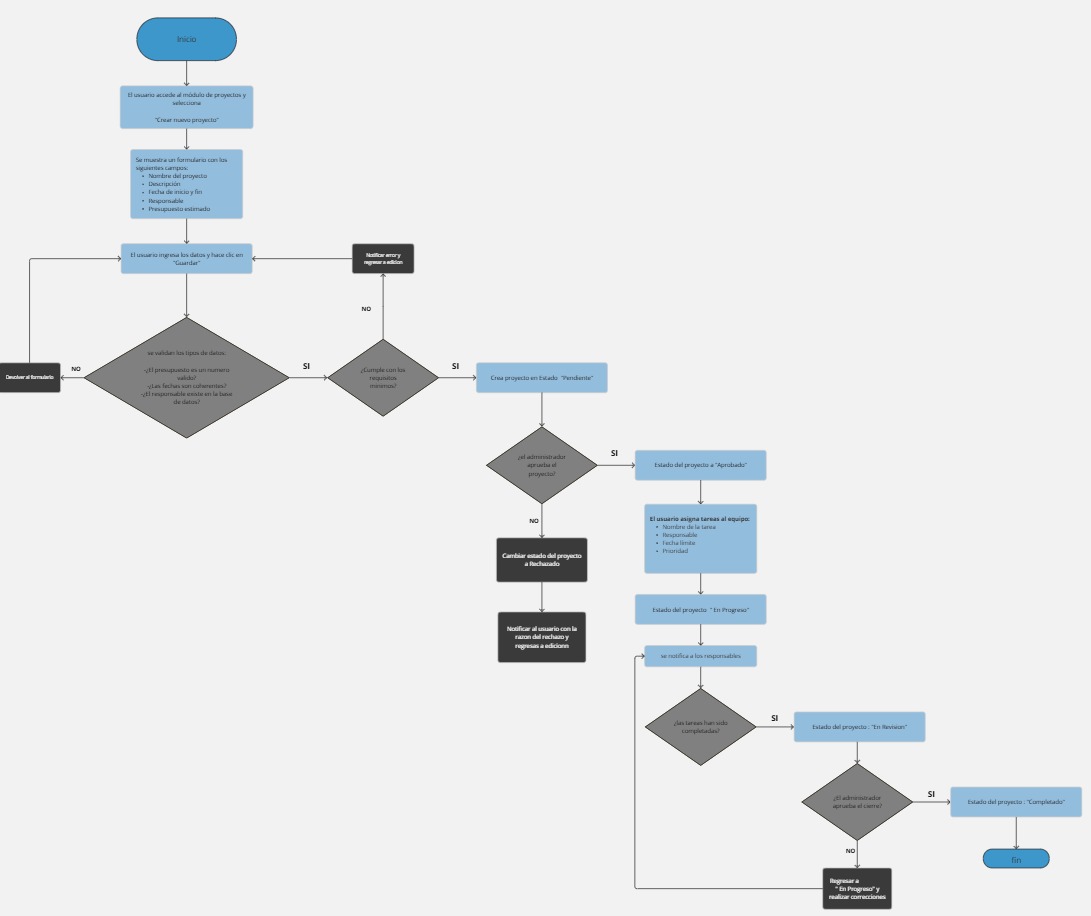 Inicio
El usuario accede al módulo de proyectos y
selecciona
"Crear nuevo proyecto"
Se muestra un formulario con los
siguientes campos:
• Nombre del proyecto
• Descripción
• Fecha de inicio y fin
• Responsable
• Presupuesto estimado
El usuario ingresa los datos y hace clic en
"Guardar"
Notificar error y
regresar a edicion
NO
se validan los tipos de datos:
-¿El presupuesto es un numero
valido?
-¿Las fechas son coherentes?
-¿El responsable existe en la base
de datos?
NO
Devolver al formulario
SI
¿Cumple con los
requisitos
minimos?
SI
Crea proyecto en Estado "Pendiente"
¿el administrador
aprueba el
proyecto?
SI
Estado del proyecto a "Aprobado"
NO
El usuario asigna tareas al equipo:
• Nombre de la tarea
• Responsable
• Fecha límite
• Prioridad
Cambiar estado del proyecto
a Rechazado
Estado del proyecto " En Progreso"
Notificar al usuario con la
razon del rechazo y
regresas a edicionn
se notifica a los responsables
¿las tareas han sido
completadas?
SI
Estado del proyecto : "En Revision"
¿El administrador
aprueba el cierre?
SI
Estado del proyecto : "Completado"
NO
fin
Regresar a
" En Progreso" y
realizar correcciones